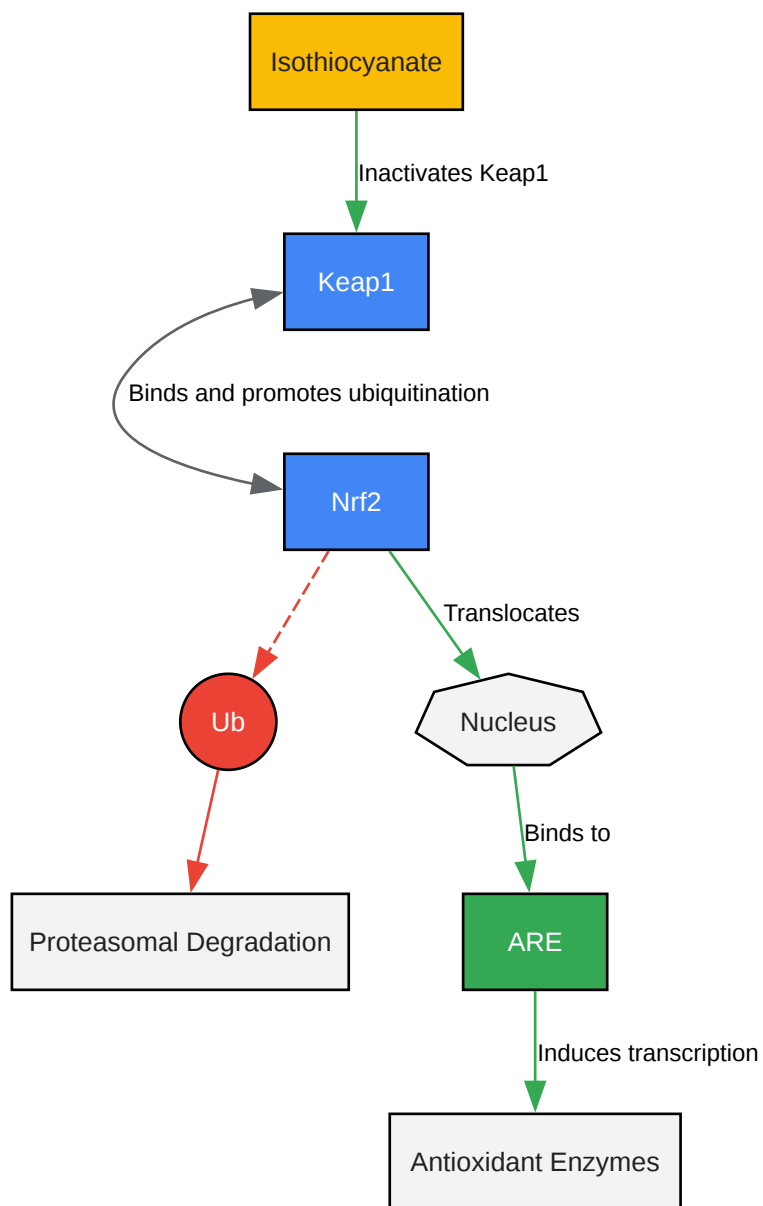 Isothiocyanate
Inactivates Keap1
Keap1
Binds and promotes ubiquitination
Nrf2
Translocates
Ub
Nucleus
Binds to
Proteasomal Degradation
ARE
Induces transcription
Antioxidant Enzymes